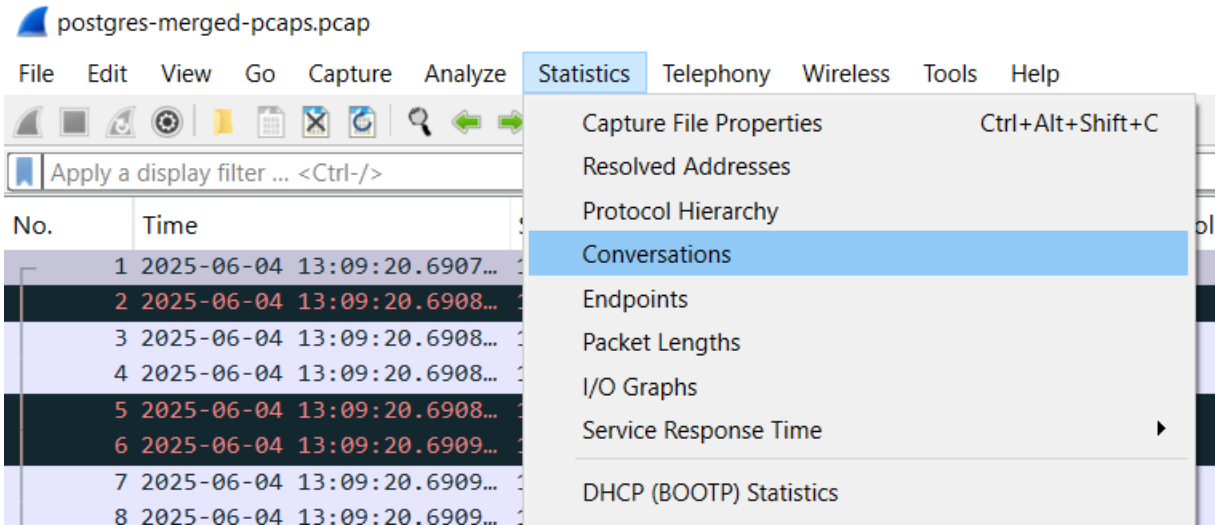 postgres-merged-pcaps.pcap
File Edit View Go Capture Analyze Statistics Telephony Wireless Tools Help
Capture File Properties Ctrl+Alt+Shift+C
Apply a display filter ... <Ctrl-/>
Resolved Addresses
Protocol Hierarchy
No. Time
Conversations
1 2025-06-04 13:09:20.6907…
2 2025-06-04 13:09:20.6908…
Endpoints
3 2025-06-04 13:09:20.6908…
Packet Lengths
4 2025-06-04 13:09:20.6908…
I/O Graphs
5 2025-06-04 13:09:20.6908…
Service Response Time
6 2025-06-04 13:09:20.6909…
7 2025-06-04 13:09:20.6909…
DHCP (BOOTP) Statistics
8 2025-06-04 13:09:20.6909…